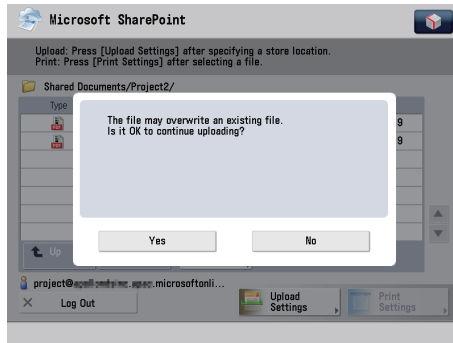 Microsoft SharePoint
Upload: Press [Upload Settings] after specifying a store location.
Print: Press [Print Settings] after selecting a file.
Shared Documents/Project2/
Type
The file may overwrite an existing file.
Is it OK to continue uploading?
9
9
Yes
No
Up
project@ microsoftonli...
Log Out
Upload
Settings
Print
Settings